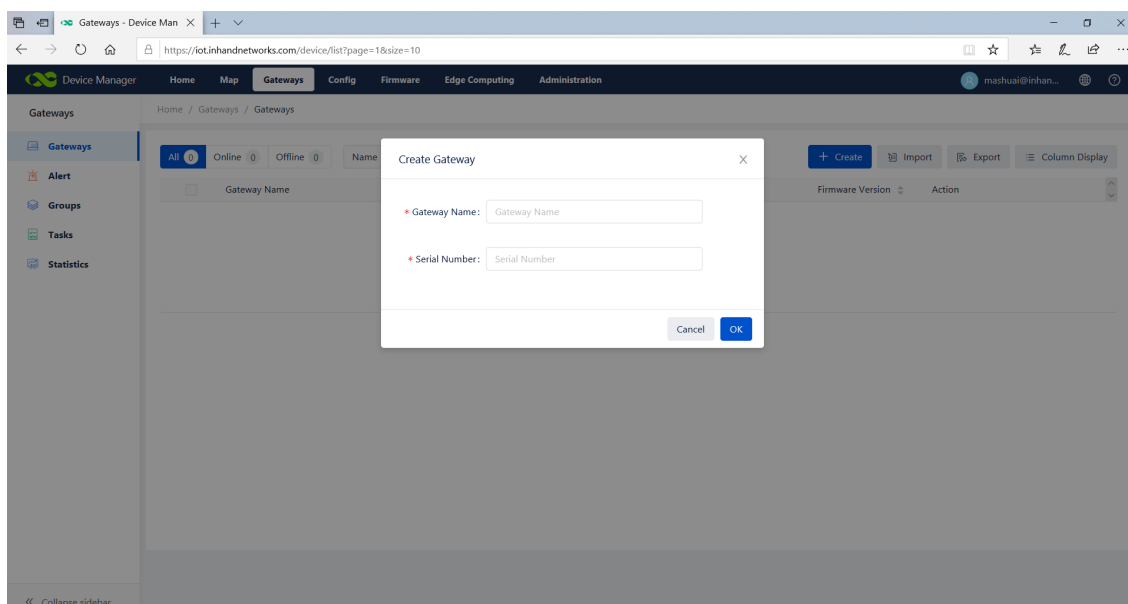 Gateways - Device Man
https://iot.inhandnetworks.com/device/list?page=1&size=10
Device Manager Home Map Gateways Config Firmware Edge Computing Administration mashuai@inhan...
Gateways
Home / Gateways / Gateways
Gateways
Alert
Groups
Tasks
Statistics
All 0 Online 0 Offline 0 Name
+ Create Import Export Column Display
Gateway Name Firmware Version Action
Create Gateway
* Gateway Name: Gateway Name
* Serial Number: Serial Number
Cancel OK
Collapse sidebar